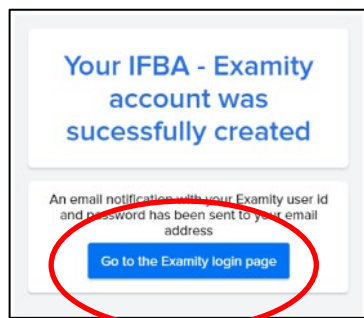 Your IFBA - Examity
account was
sucessfully created
An email notification with your Examity user id
and password has been sent to your email
address
Go to the Examity login page